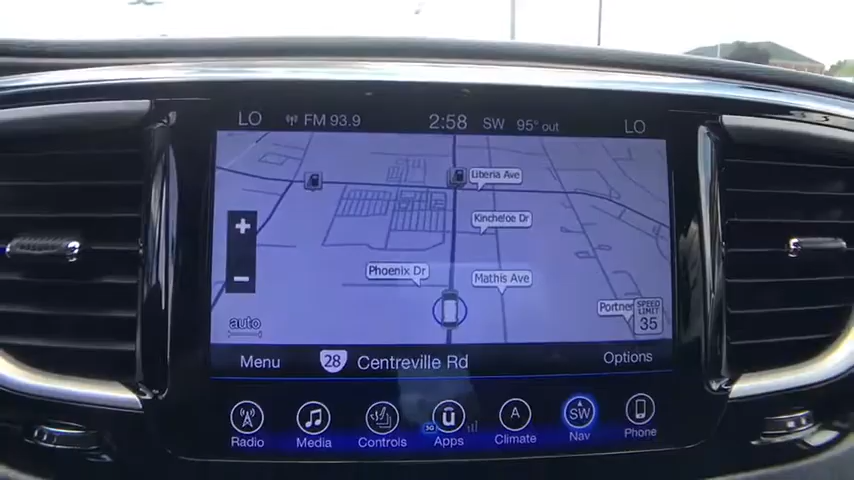 LO FM 93.9 2:58 SW 95° out LO
Liberia Ave
Kincheloe Dr
Phoenix Dr
Mathis Ave
Portner
SPEED
LIMIT
35
auto
Menu 28 Centreville Rd Options
A SW
3G
Radio Media Controls Apps Climate Nav Phone